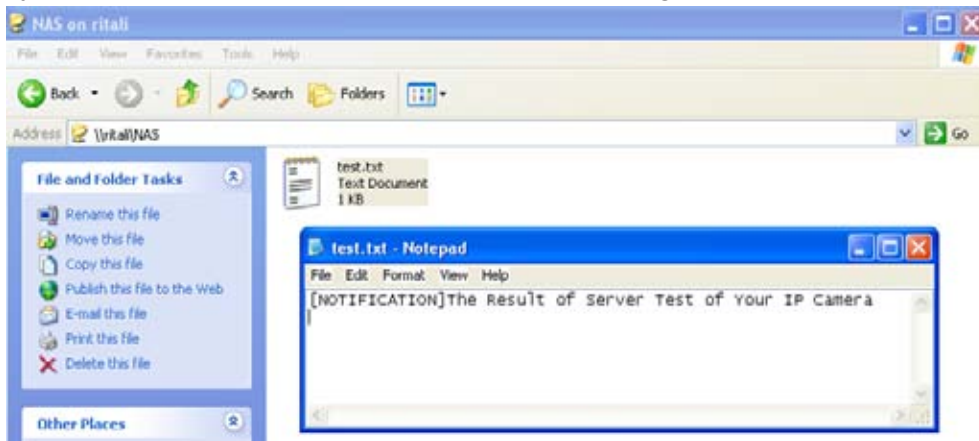 NAS on ritali
File Edit View Favorites Tools Help
Back Search Folders
Address \\ritali\NAS Go
File and Folder Tasks
Rename this file
Move this file
Copy this file
Publish this file to the Web
E-mail this file
Print this file
Delete this file
Other Places
test.txt
Text Document
1 KB
test.txt - Notepad
File Edit Format View Help
[NOTIFICATION]The Result of Server Test of Your IP Camera